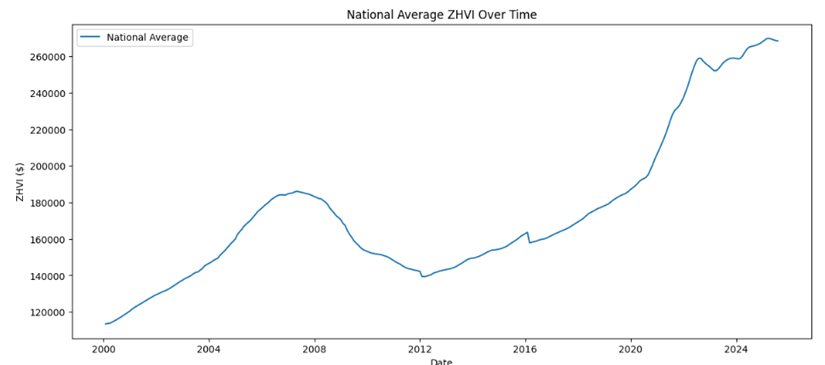 National Average ZHVI Over Time
National Average
260000
240000
220000
200000
180000
160000
140000
120000
ZHVI ($)
2000 2004 2008 2012 2016 2020 2024
Date